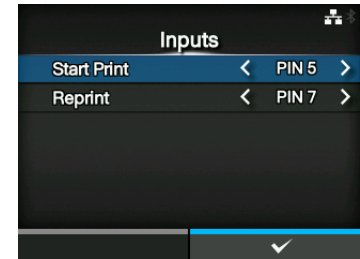 Inputs
Start Print < PIN 5 >
Reprint < PIN 7 >